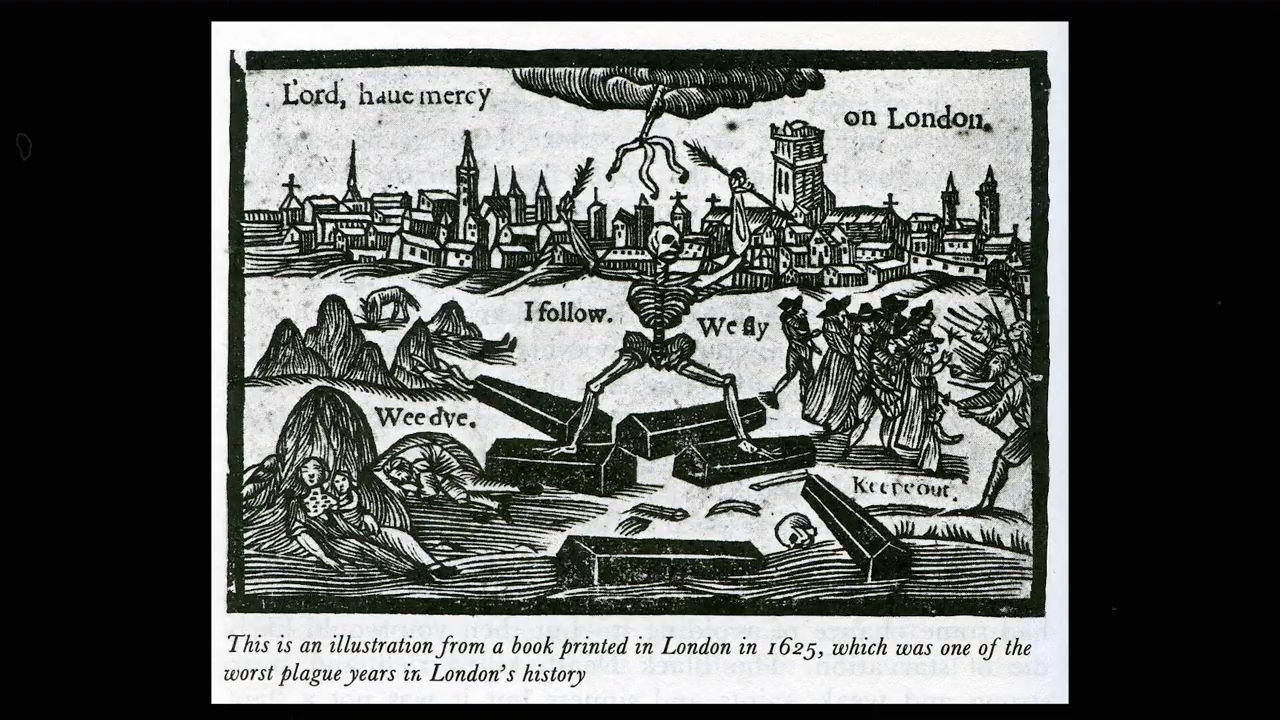 Lord, haue mercy
on London.
I follow.
We fly
Wee dye.
Keepe out.
This is an illustration from a book printed in London in 1625, which was one of the
worst plague years in London's history